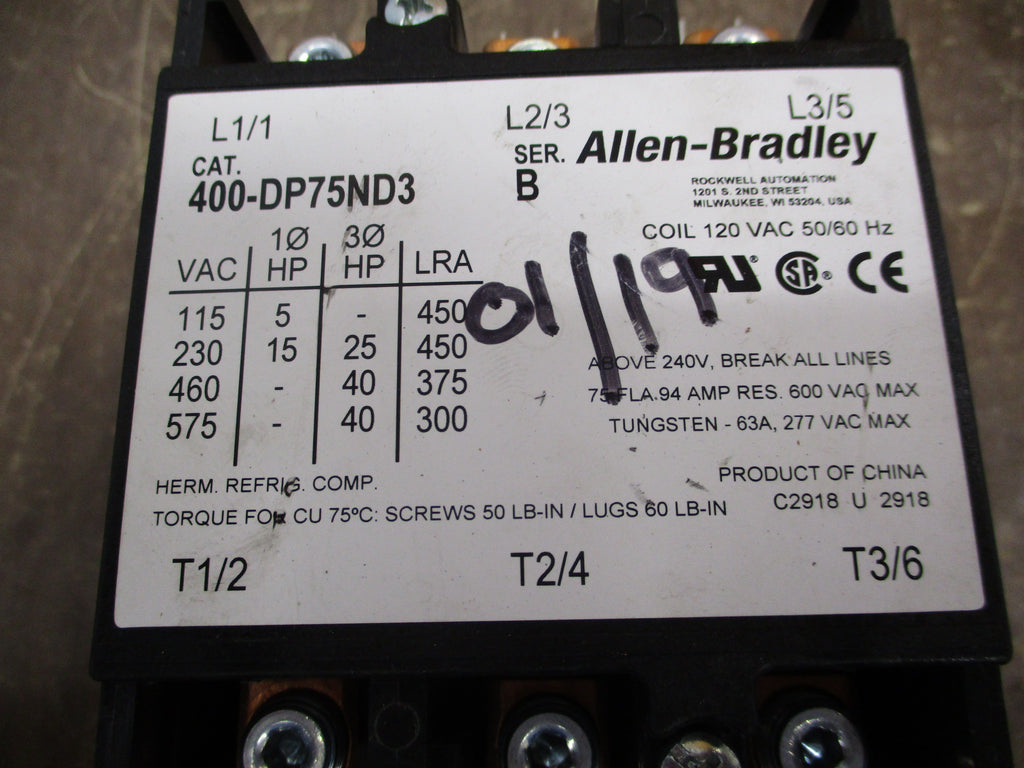 L1/1 L2/3 L3/5
CAT. SER. Allen-Bradley
400-DP75ND3 B
ROCKWELL AUTOMATION
1201 S. 2ND STREET
MILWAUKEE, WI 53204, USA
COIL 120 VAC 50/60 Hz
1Ø 3Ø
VAC HP HP LRA
115 5 - 450
230 15 25 450
460 - 40 375
575 - 40 300
01/19
RU® CSA® CE
ABOVE 240V, BREAK ALL LINES
75 FLA.94 AMP RES. 600 VAC MAX
TUNGSTEN - 63A, 277 VAC MAX
HERM. REFRIG. COMP.
PRODUCT OF CHINA
TORQUE FOR CU 75ºC: SCREWS 50 LB-IN / LUGS 60 LB-IN
C2918 U 2918
T1/2 T2/4 T3/6